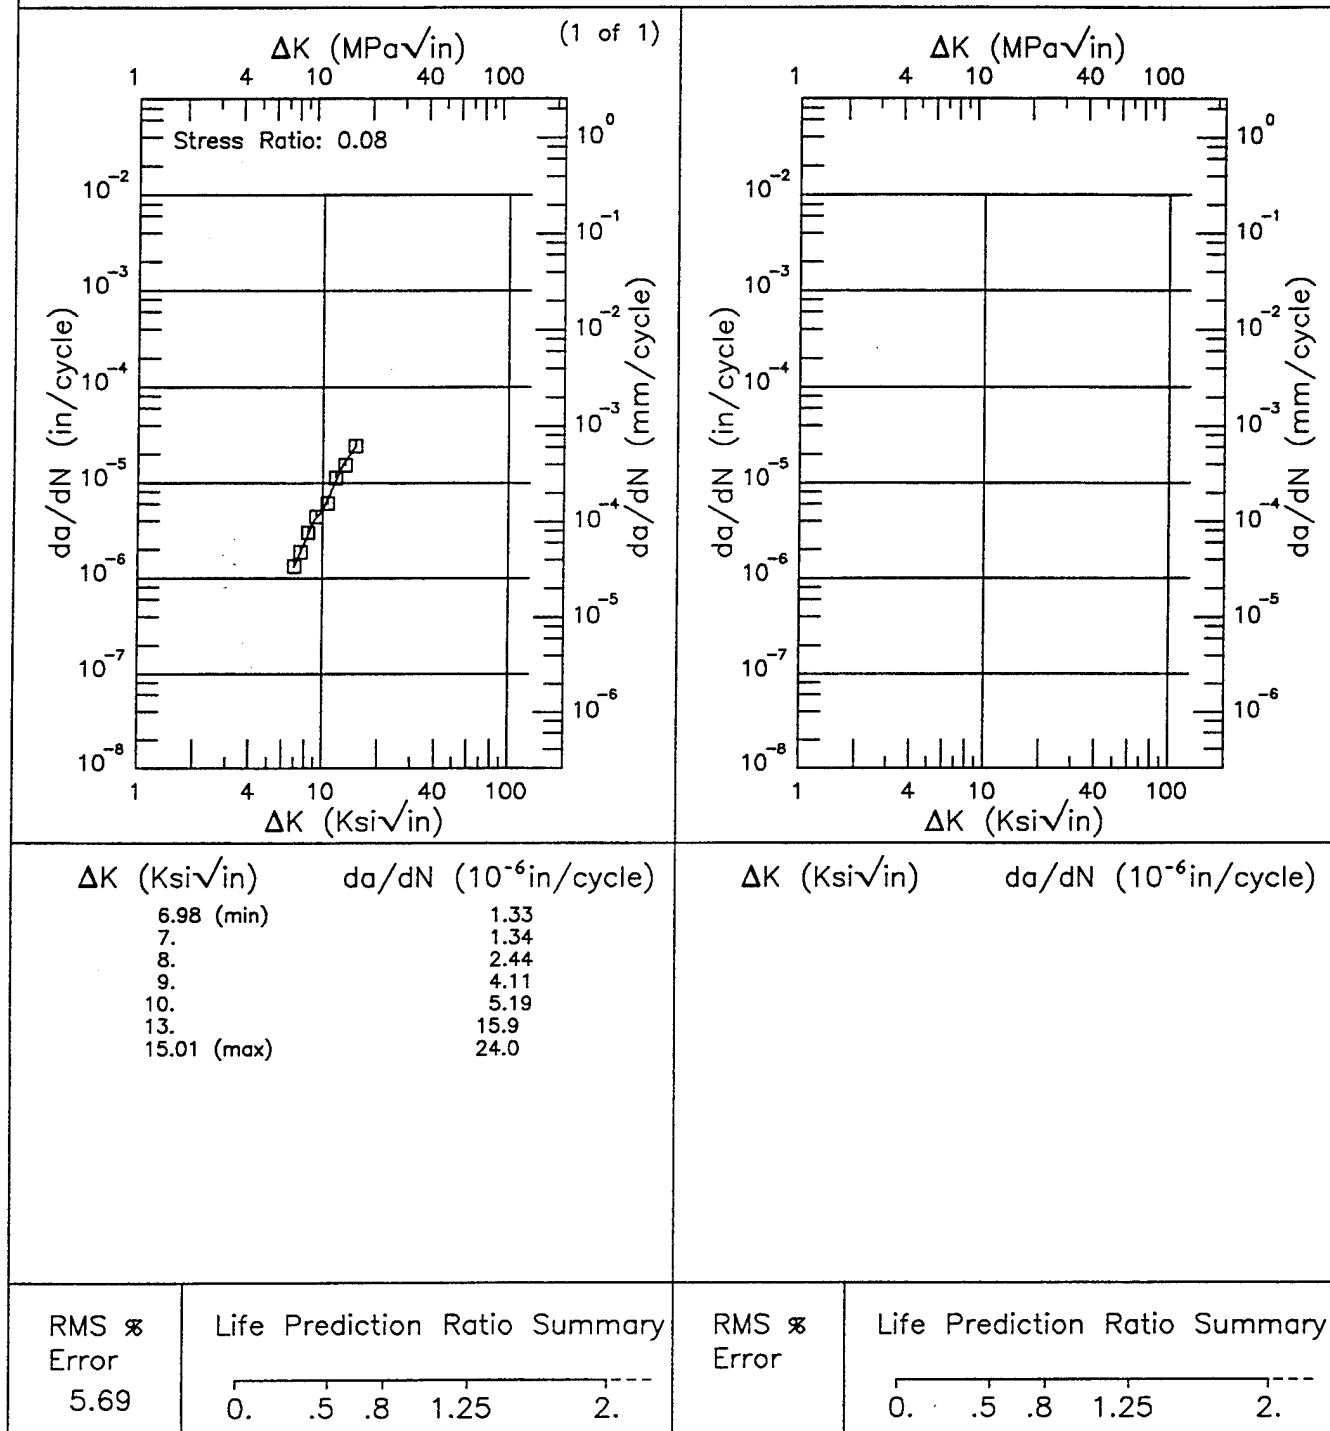 (1 of 1)
ΔK (MPa√in)
1 4 10 40 100
Stress Ratio: 0.08
da/dN (in/cycle)
10⁻²
10⁻³
10⁻⁴
10⁻⁵
10⁻⁶
10⁻⁷
10⁻⁸
10⁰
10⁻¹
10⁻²
10⁻³
10⁻⁴
10⁻⁵
10⁻⁶
da/dN (mm/cycle)
1 4 10 40 100
ΔK (Ksi√in)
ΔK (MPa√in)
1 4 10 40 100
da/dN (in/cycle)
10⁻²
10⁻³
10⁻⁴
10⁻⁵
10⁻⁶
10⁻⁷
10⁻⁸
10⁰
10⁻¹
10⁻²
10⁻³
10⁻⁴
10⁻⁵
10⁻⁶
da/dN (mm/cycle)
1 4 10 40 100
ΔK (Ksi√in)
ΔK (Ksi√in) da/dN (10⁻⁶in/cycle)
6.98 (min) 1.33
7. 1.34
8. 2.44
9. 4.11
10. 5.19
13. 15.9
15.01 (max) 24.0
ΔK (Ksi√in) da/dN (10⁻⁶in/cycle)
RMS %
Error
5.69
Life Prediction Ratio Summary
0. .5 .8 1.25 2.
RMS %
Error
Life Prediction Ratio Summary
0. .5 .8 1.25 2.